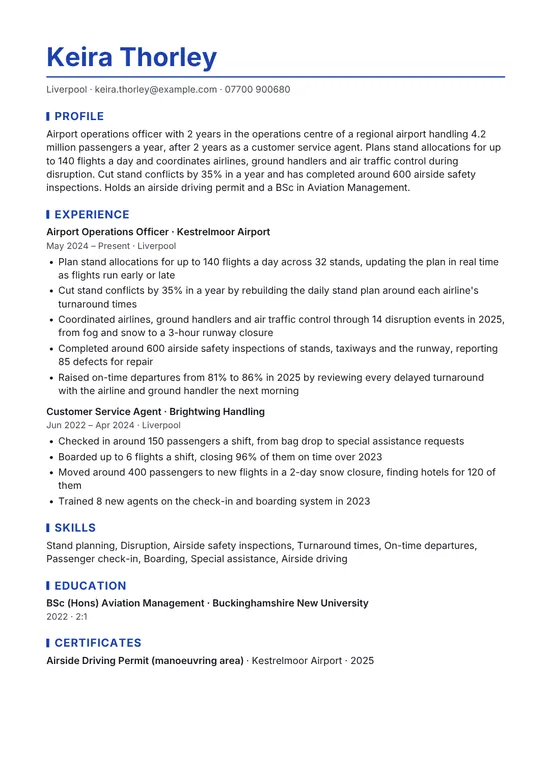 Keira Thorley
Liverpool · keira.thorley@example.com · 07700 900680
PROFILE
Airport operations officer with 2 years in the operations centre of a regional airport handling 4.2
million passengers a year, after 2 years as a customer service agent. Plans stand allocations for up
to 140 flights a day and coordinates airlines, ground handlers and air traffic control during
disruption. Cut stand conflicts by 35% in a year and has completed around 600 airside safety
inspections. Holds an airside driving permit and a BSc in Aviation Management.
EXPERIENCE
Airport Operations Officer · Kestrelmoor Airport
May 2024 – Present · Liverpool
• Plan stand allocations for up to 140 flights a day across 32 stands, updating the plan in real time
as flights run early or late
• Cut stand conflicts by 35% in a year by rebuilding the daily stand plan around each airline's
turnaround times
• Coordinated airlines, ground handlers and air traffic control through 14 disruption events in 2025,
from fog and snow to a 3-hour runway closure
• Completed around 600 airside safety inspections of stands, taxiways and the runway, reporting
85 defects for repair
• Raised on-time departures from 81% to 86% in 2025 by reviewing every delayed turnaround
with the airline and ground handler the next morning
Customer Service Agent · Brightwing Handling
Jun 2022 – Apr 2024 · Liverpool
• Checked in around 150 passengers a shift, from bag drop to special assistance requests
• Boarded up to 6 flights a shift, closing 96% of them on time over 2023
• Moved around 400 passengers to new flights in a 2-day snow closure, finding hotels for 120 of
them
• Trained 8 new agents on the check-in and boarding system in 2023
SKILLS
Stand planning, Disruption, Airside safety inspections, Turnaround times, On-time departures,
Passenger check-in, Boarding, Special assistance, Airside driving
EDUCATION
BSc (Hons) Aviation Management · Buckinghamshire New University
2022 · 2:1
CERTIFICATES
Airside Driving Permit (manoeuvring area) · Kestrelmoor Airport · 2025